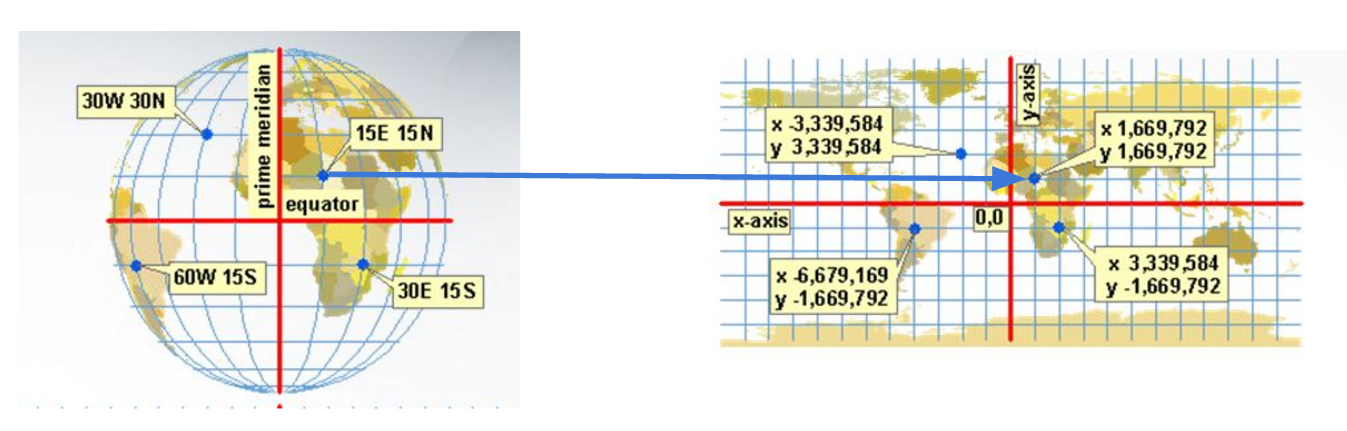 prime meridian
30W 30N
15E 15N
equator
60W 15S
30E 15S
y-axis
x -3,339,584
y 3,339,584
x 1,669,792
y 1,669,792
x-axis
0,0
x -6,679,169
y -1,669,792
x 3,339,584
y -1,669,792